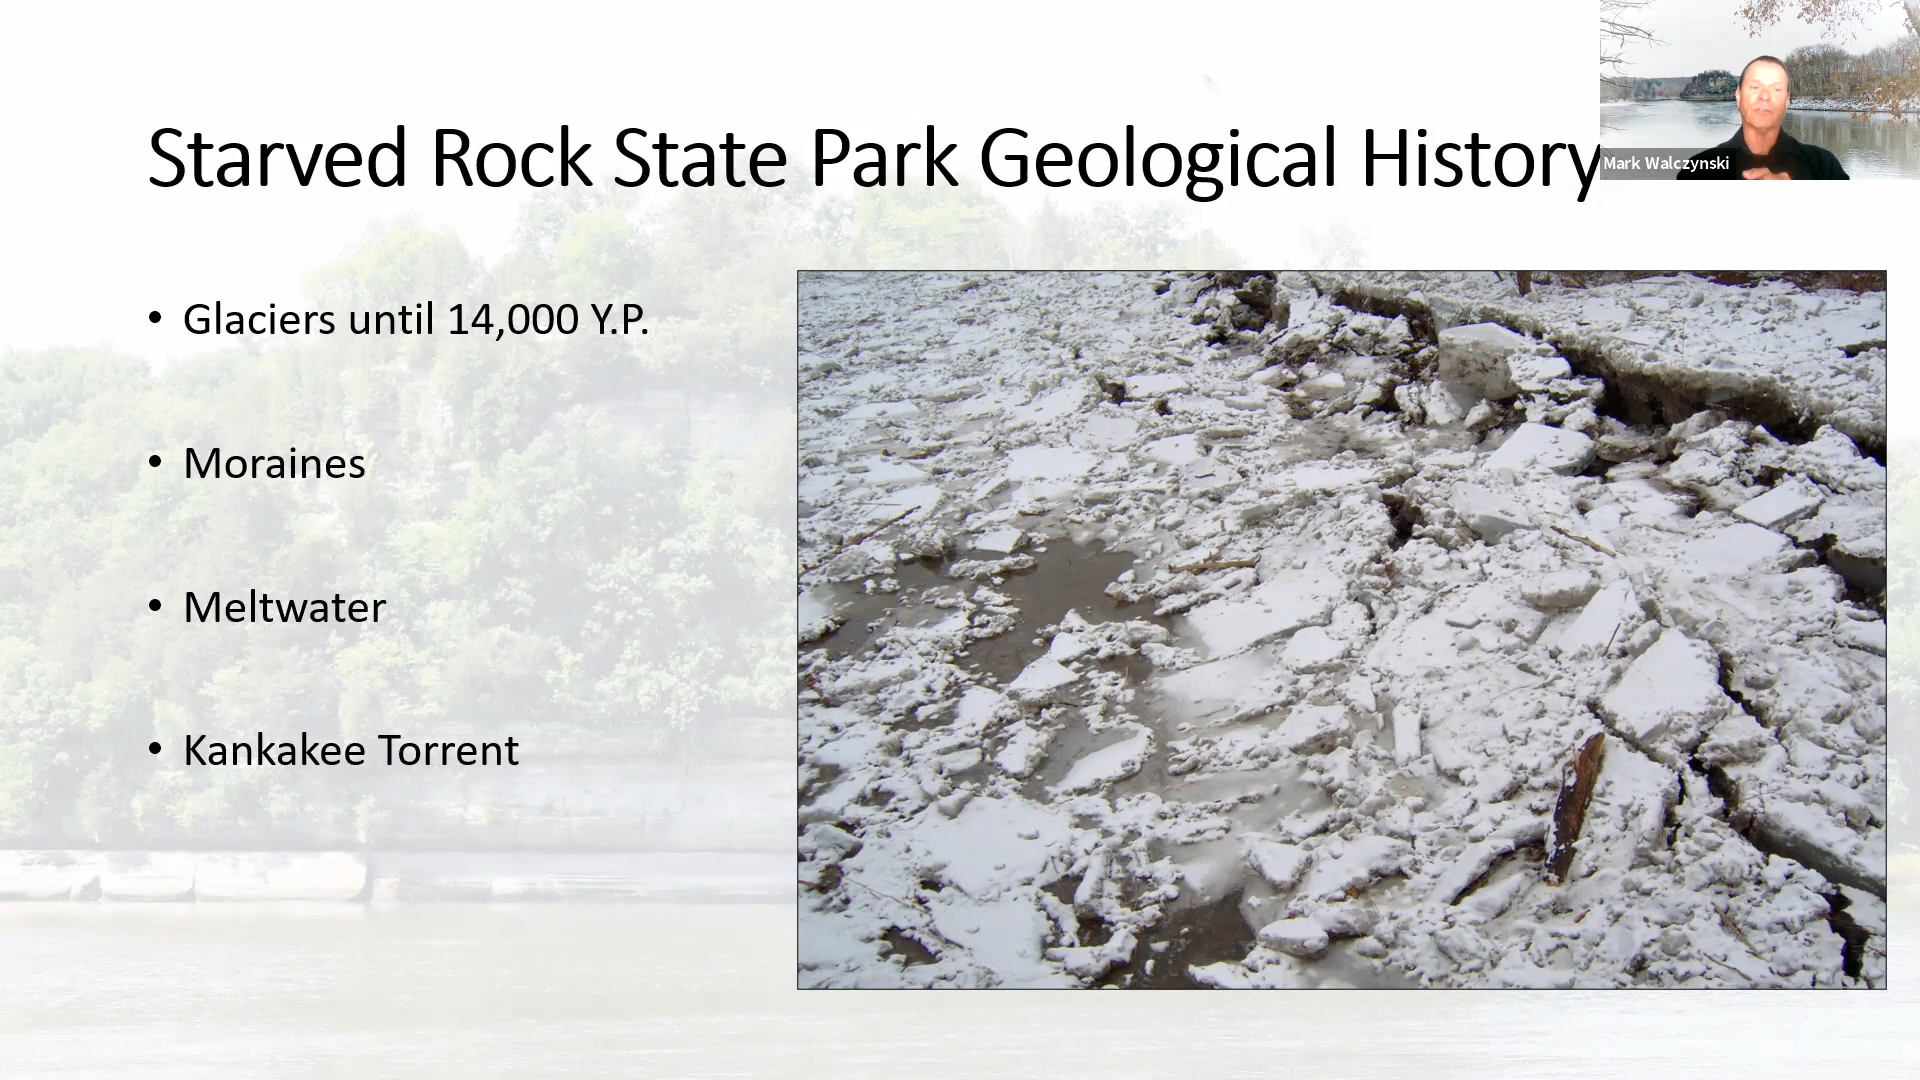 Starved Rock State Park Geological History
Mark Walczynski
• Glaciers until 14,000 Y.P.
• Moraines
• Meltwater
• Kankakee Torrent